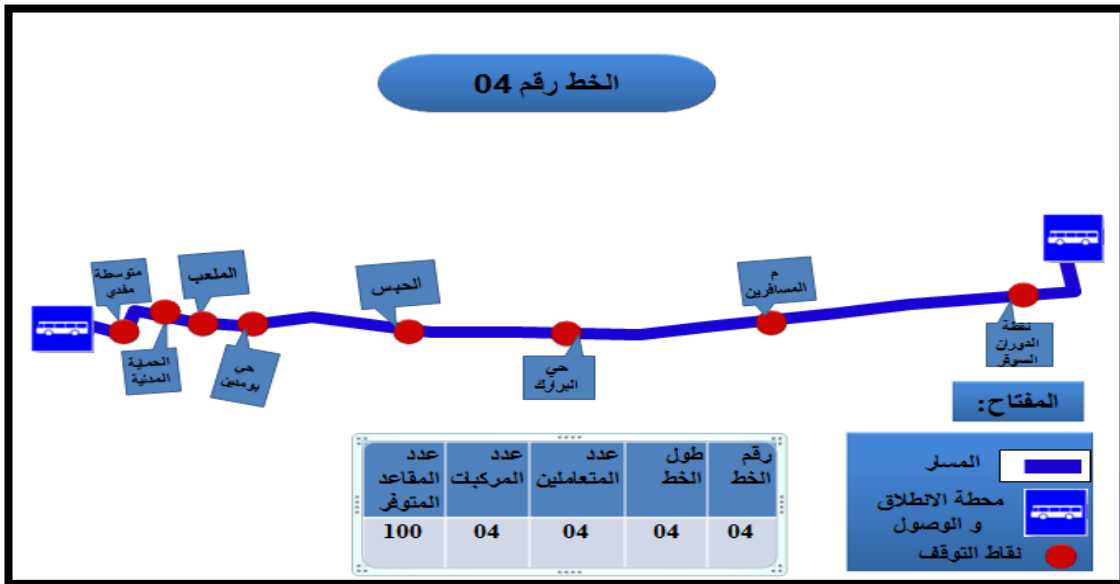 الخط رقم 04
متوسطة
مفدي
الحماية
المدنية
الملعب
حي
بومدين
الحبس
حي
البرارك
م
المسافرين
نقطة
الدوران
السوقر
المفتاح:
المسار
محطة الانطلاق
و الوصول
نقاط التوقف
رقم الخط
طول الخط
عدد المتعاملين
عدد المركبات
عدد المقاعد المتوفر
04 04 04 04 100